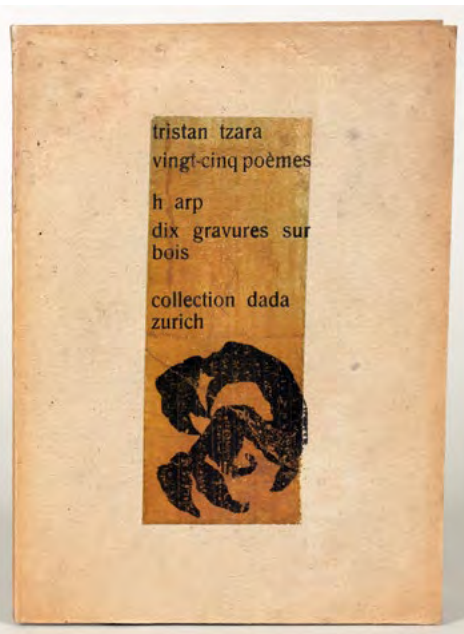 tristan tzara
vingt-cinq poèmes
h arp
dix gravures sur
bois
collection dada
zurich